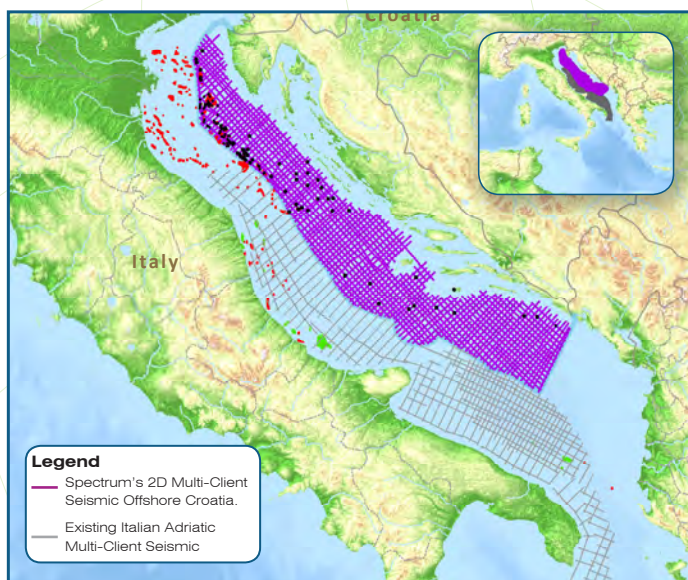 Croatia
Italy
Legend
Spectrum's 2D Multi-Client
Seismic Offshore Croatia.
Existing Italian Adriatic
Multi-Client Seismic